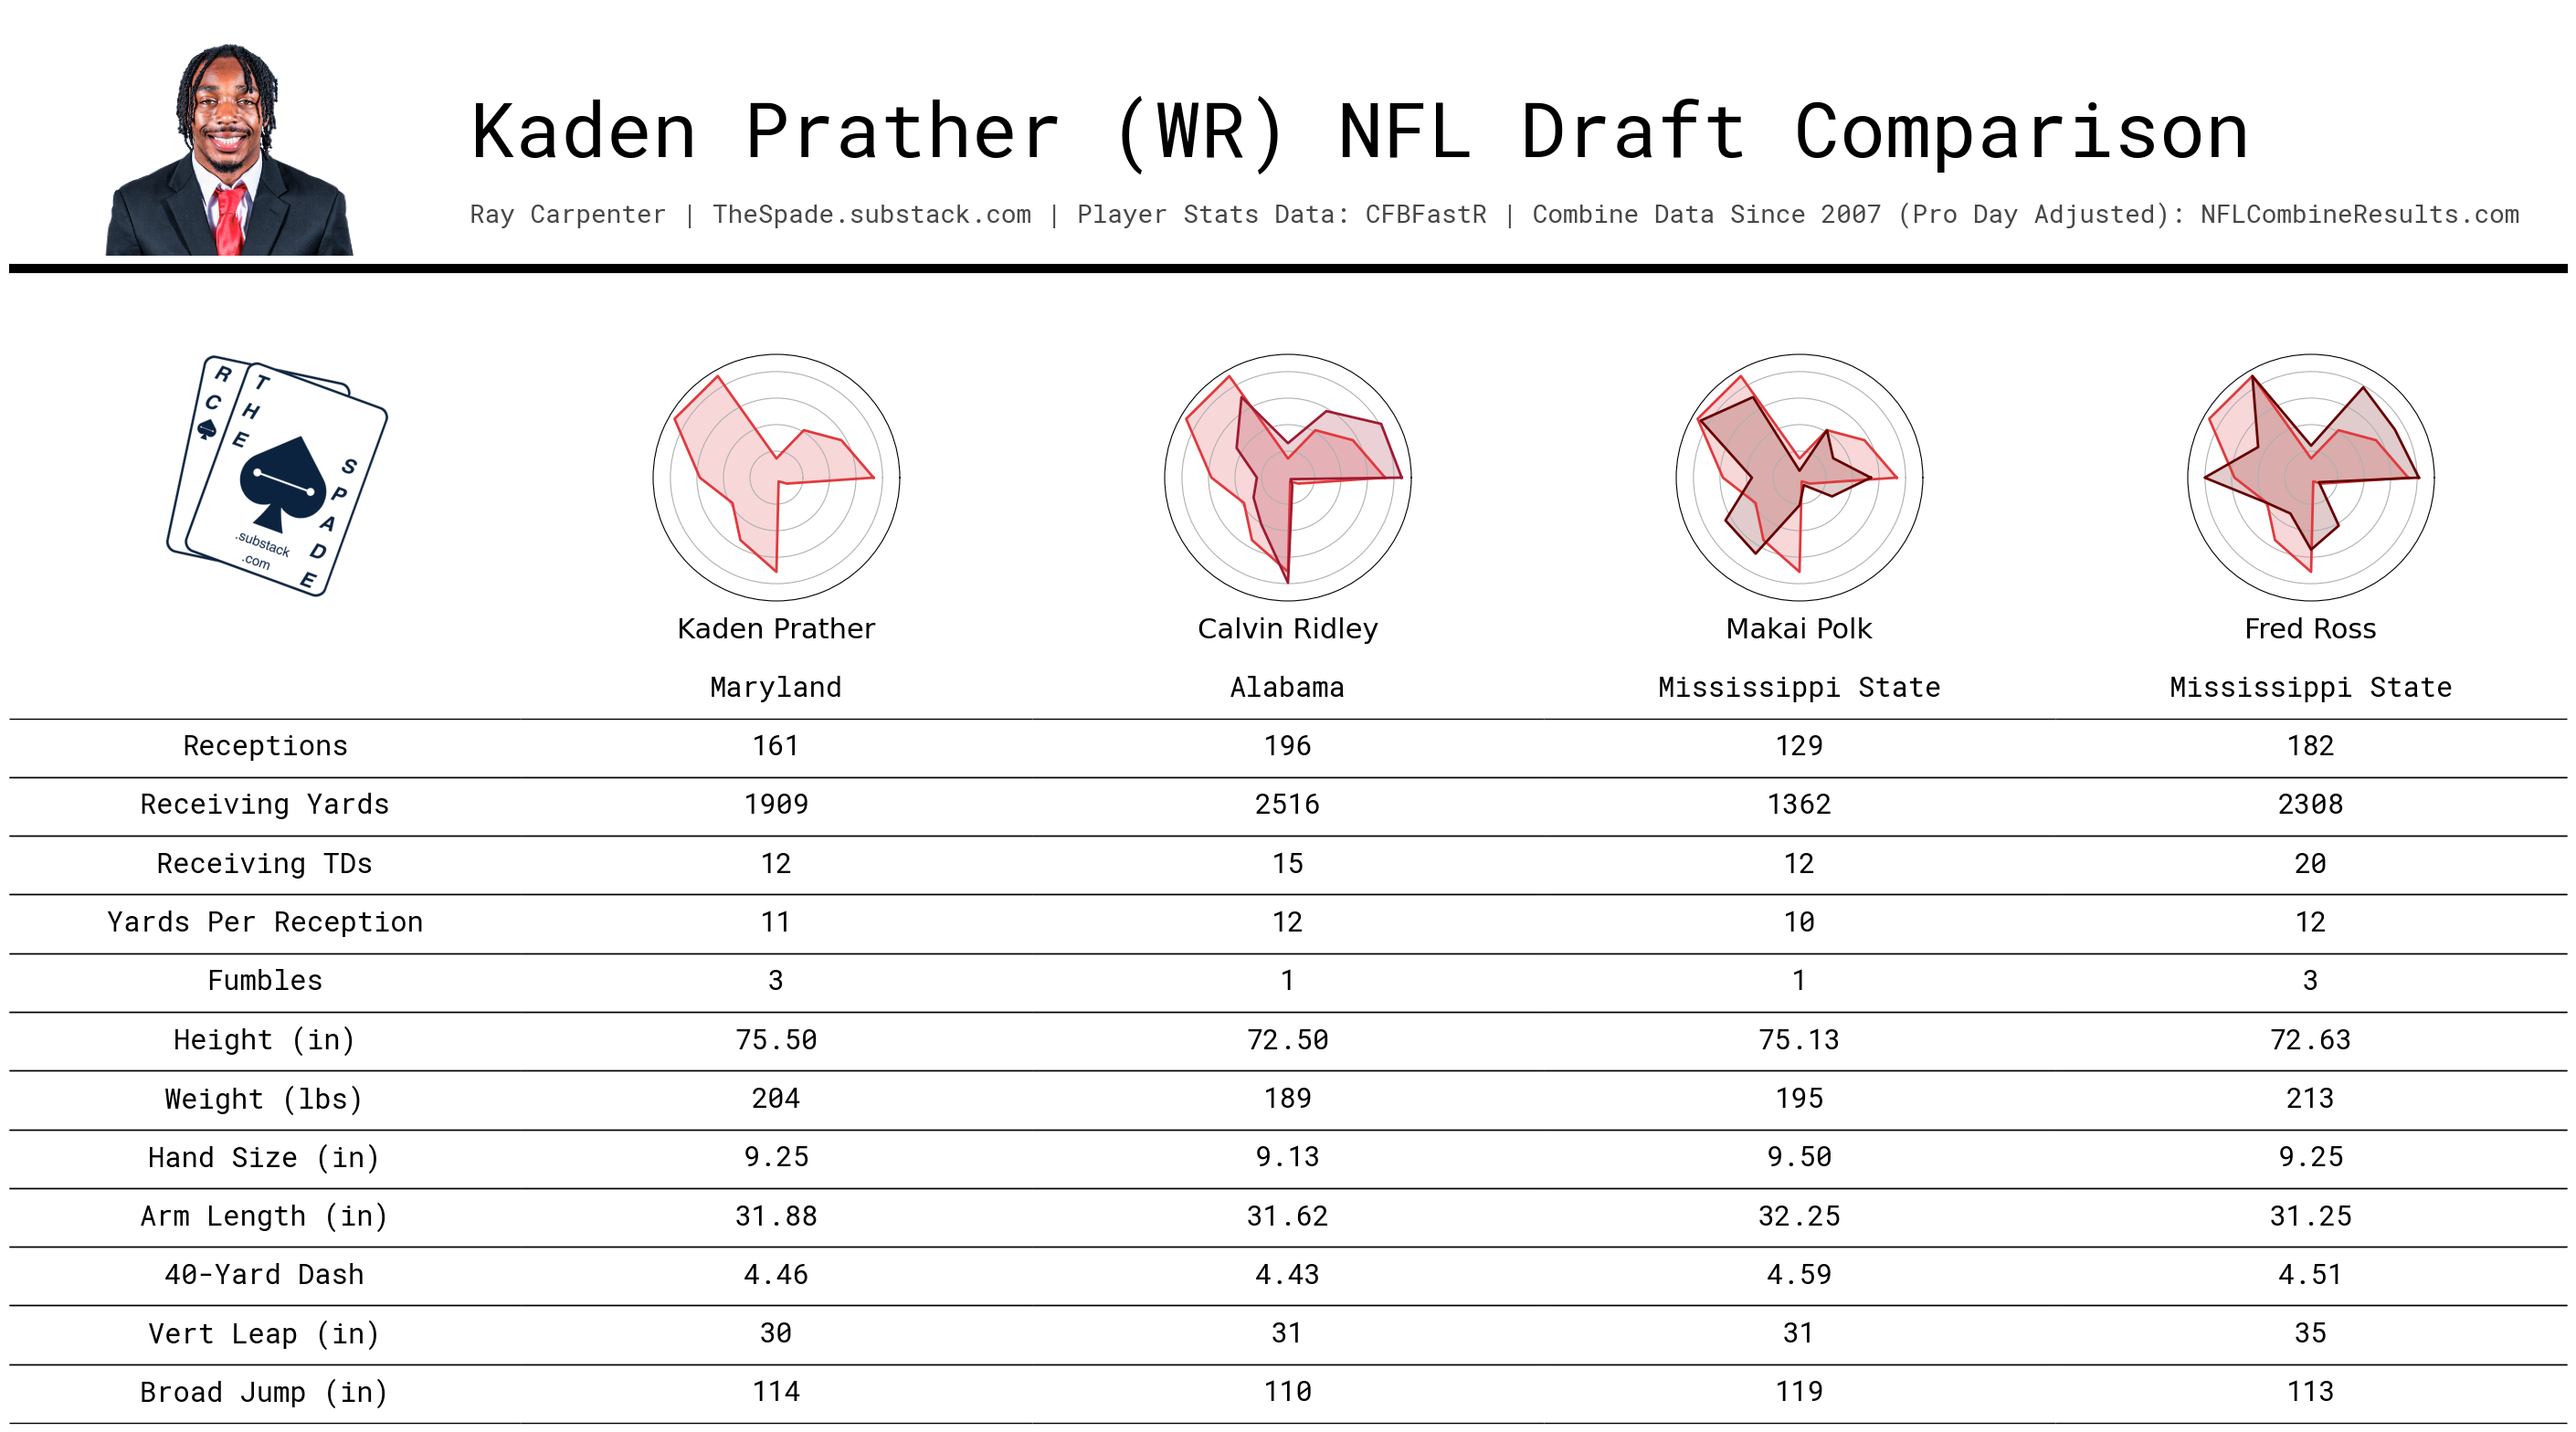 Kaden Prather (WR) NFL Draft Comparison
Ray Carpenter | TheSpade.substack.com | Player Stats Data: CFBFastR | Combine Data Since 2007 (Pro Day Adjusted): NFLCombineResults.com
R C
T H E
S P A D E
.substack
.com
Kaden Prather Calvin Ridley Makai Polk Fred Ross
Maryland Alabama Mississippi State Mississippi State
Receptions 161 196 129 182
Receiving Yards 1909 2516 1362 2308
Receiving TDs 12 15 12 20
Yards Per Reception 11 12 10 12
Fumbles 3 1 1 3
Height (in) 75.50 72.50 75.13 72.63
Weight (lbs) 204 189 195 213
Hand Size (in) 9.25 9.13 9.50 9.25
Arm Length (in) 31.88 31.62 32.25 31.25
40-Yard Dash 4.46 4.43 4.59 4.51
Vert Leap (in) 30 31 31 35
Broad Jump (in) 114 110 119 113